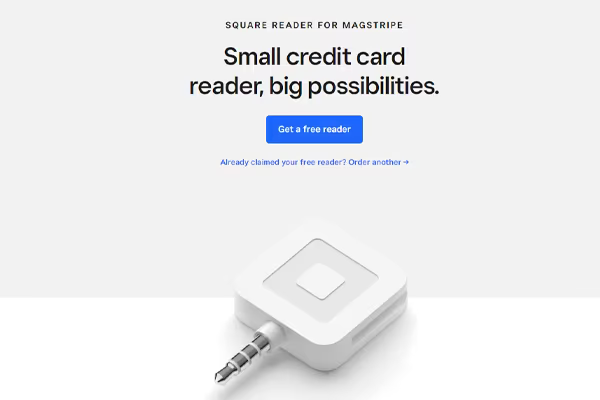 SQUARE READER FOR MAGSTRIPE
Small credit card
reader, big possibilities.
Get a free reader
Already claimed your free reader? Order another →